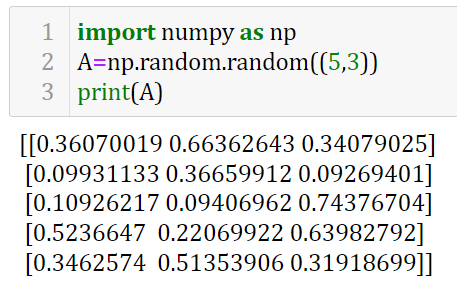 1 import numpy as np
2 A=np.random.random((5,3))
3 print(A)
[[0.36070019 0.66362643 0.34079025]
[0.09931133 0.36659912 0.09269401]
[0.10926217 0.09406962 0.74376704]
[0.5236647  0.22069922 0.63982792]
[0.3462574  0.51353906 0.31918699]]